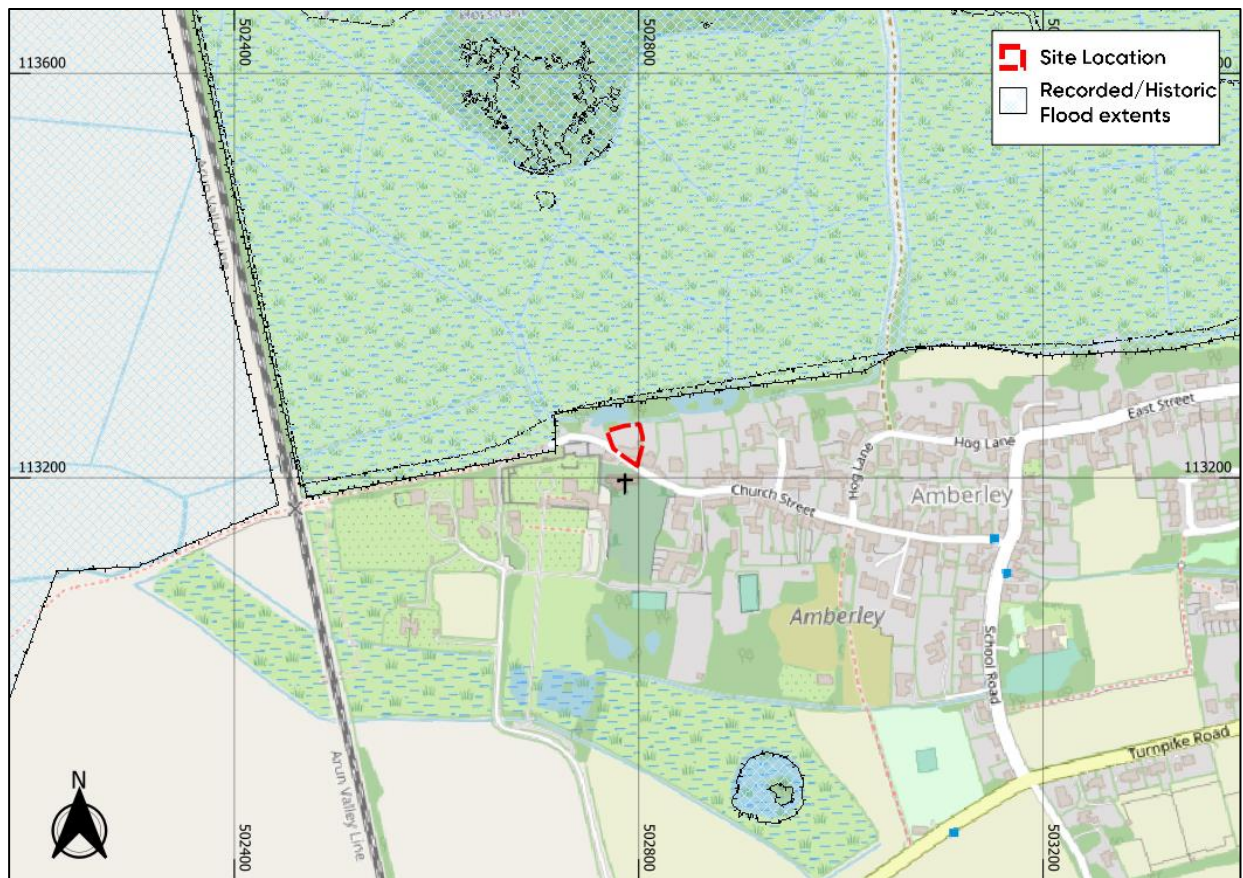 Horsham
502400
502800
113600
Site Location
Recorded/Historic
Flood extents
Arun Valley Line
East Street
Hog Lane
Hog Lane
113200
113200
Church Street
Amberley
Amberley
School Road
Turnpike Road
Arun Valley Line
N
502400
502800
503200